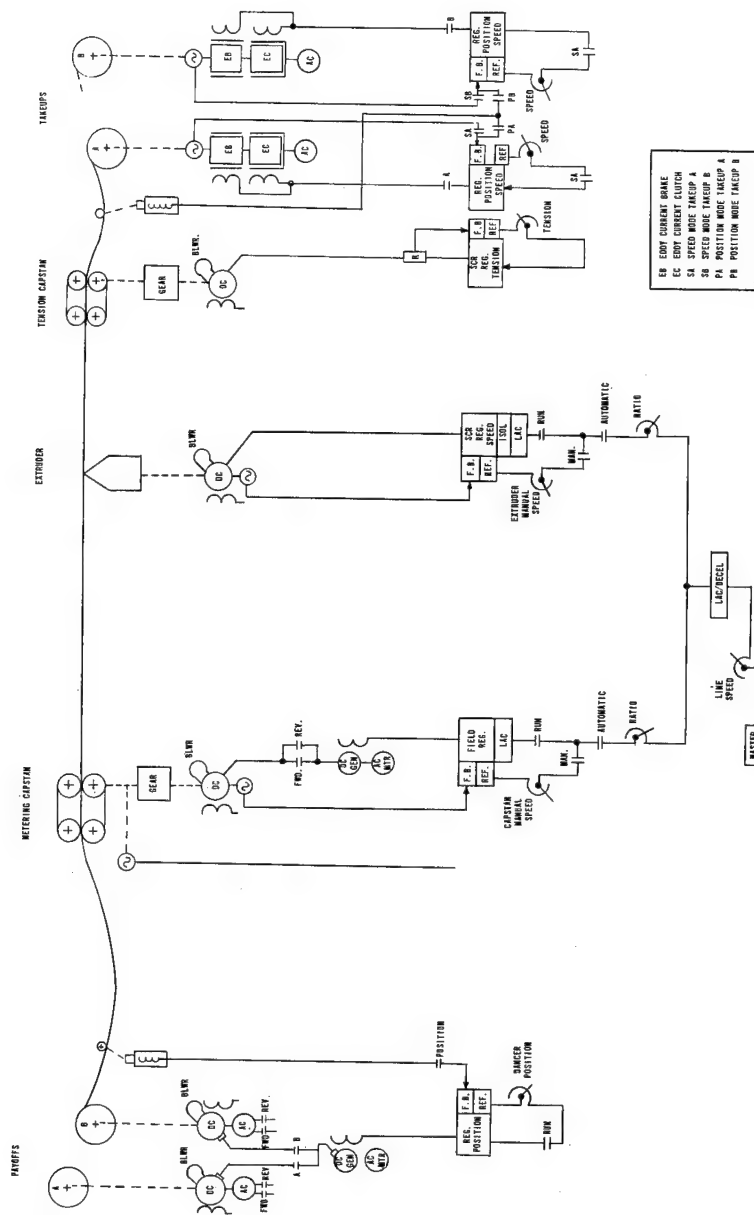 PAYOFFS
METERING CAPSTAN
EXTRUDER
TENSION CAPSTAN
TAKEUPS
A
B
A
B
GEAR
GEAR
BLWR
BLWR
BLWR
BLWR
BLWR.
DC
DC
DC
DC
DC
EB
EC
AC
EB
EC
AC
AC
AC
FWD
REV
FWD
REV.
A
B
DC
GEN
AC
MTR
FWD.
REV.
DC
GEN
AC
MTR
R
A
B
SA
PA
SB
PB
POSITION
REG.
POSITION
F.B.
REF.
DANCER
POSITION
RUN
F.B.
REF.
FIELD
REG.
LAC
CAPSTAN
MANUAL
SPEED
RUN
MAN.
AUTOMATIC
RATIO
F.B.
REF.
SCR
REG.
SPEED
ISOL
LAC
EXTRUDER
MANUAL
SPEED
RUN
MAN.
AUTOMATIC
RATIO
SCR
REG.
TENSION
F.B
REF
TENSION
REG.
POSITION
SPEED
F.B.
REF
SPEED
SA
REG.
POSITION
SPEED
F.B.
REF.
SPEED
SA
LAC/DECEL
LINE
SPEED
MASTER
EB EDDY CURRENT BRAKE
EC EDDY CURRENT CLUTCH
SA SPEED MODE TAKEUP A
SB SPEED MODE TAKEUP B
PA POSITION MODE TAKEUP A
PB POSITION MODE TAKEUP B